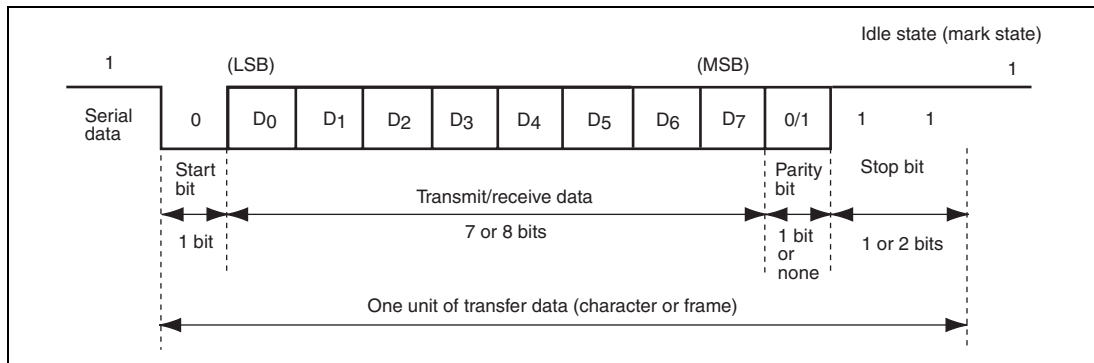 Idle state (mark state)
1 (LSB) (MSB) 1
Serial
data
0 D0 D1 D2 D3 D4 D5 D6 D7 0/1 1 1
Start
bit
Parity
bit
Stop bit
Transmit/receive data
1 bit
7 or 8 bits
1 bit
or
none
1 or 2 bits
One unit of transfer data (character or frame)